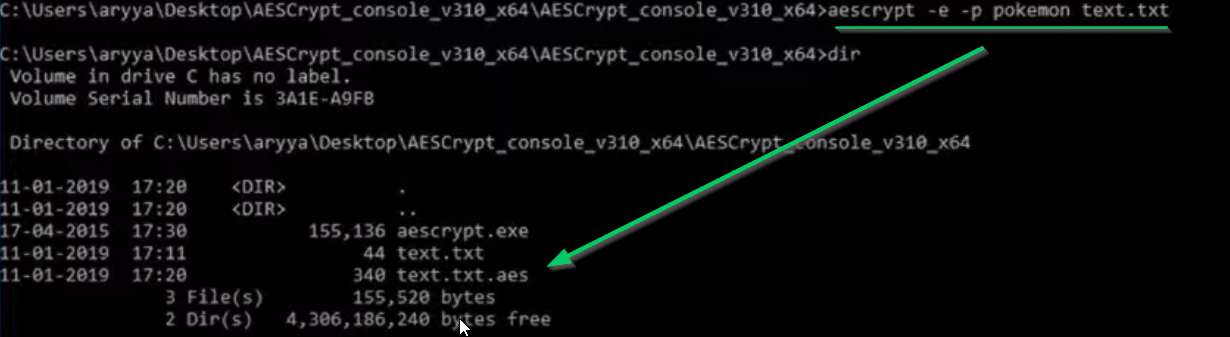 C:\Users\aryya\Desktop\AESCrypt_console_v310_x64\AESCrypt_console_v310_x64>aescrypt -e -p pokemon text.txt
C:\Users\aryya\Desktop\AESCrypt_console_v310_x64\AESCrypt_console_v310_x64>dir
Volume in drive C has no label.
Volume Serial Number is 3A1E-A9FB
Directory of C:\Users\aryya\Desktop\AESCrypt_console_v310_x64\AESCrypt_console_v310_x64
11-01-2019 17:20 <DIR> .
11-01-2019 17:20 <DIR> ..
17-04-2015 17:30 155,136 aescrypt.exe
11-01-2019 17:11 44 text.txt
11-01-2019 17:20 340 text.txt.aes
3 File(s) 155,520 bytes
2 Dir(s) 4,306,186,240 bytes free